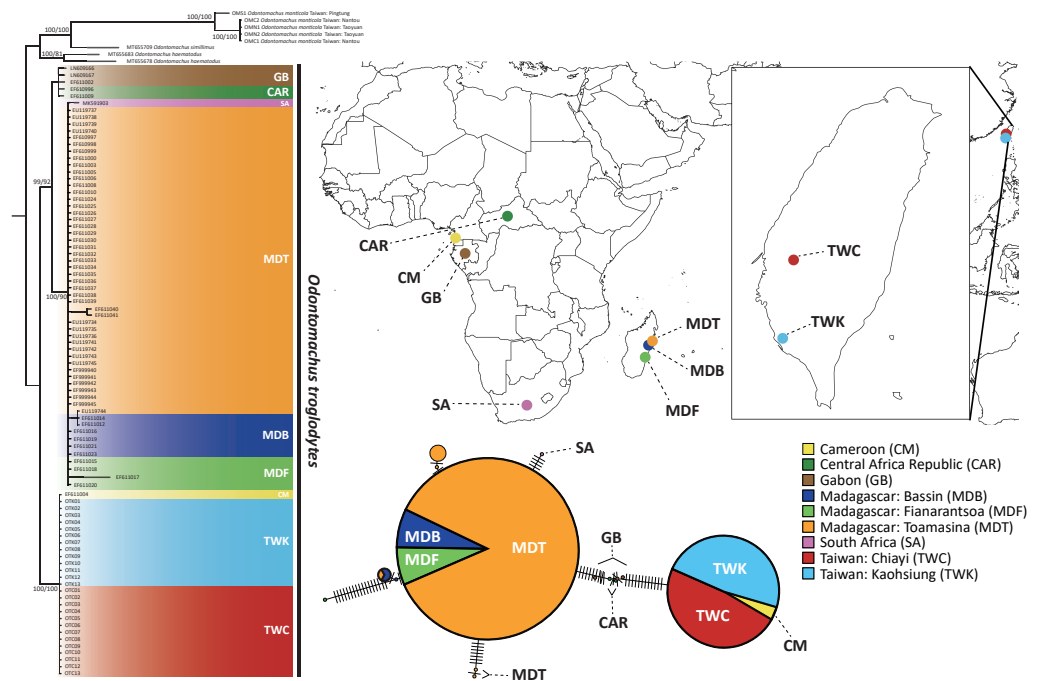 OMS1 Odontomachus monticola Taiwan: Pingtung
100/100
OMC2 Odontomachus monticola Taiwan: Nantou
100/100
OMN1 Odontomachus monticola Taiwan: Taoyuan
OMN2 Odontomachus monticola Taiwan: Taoyuan
100/100
OMC1 Odontomachus monticola Taiwan: Nantou
MT655709 Odontomachus simillimus
100/81
MT655683 Odontomachus haematodus
MT655678 Odontomachus haematodus
LN609166
LN609167
GB
EF611002
EF610996
CAR
EF611009
MK591903
SA
EU119737
EU119738
EU119739
EU119740
EF610997
EF610998
EF610999
EF611000
EF611003
EF611005
EF611006
99/92
EF611008
EF611010
EF611024
EF611025
EF611026
EF611027
EF611028
EF611029
EF611030
EF611031
EF611032
EF611033
EF611034
EF611035
EF611036
EF611037
EF611038
EF611039
100/90
MDT
EF611040
EF611041
EU119734
EU119735
EU119736
EU119741
EU119742
EU119743
EU119745
EF999940
EF999941
EF999942
EF999943
EF999944
EF999945
EU119744
EF611014
EF611012
EF611016
EF611019
EF611021
EF611023
MDB
EF611015
EF611018
EF611017
EF611020
MDF
EF611004
CM
OTK01
OTK02
OTK03
OTK04
OTK05
OTK06
OTK07
OTK08
OTK09
OTK10
OTK11
OTK12
OTK13
TWK
100/100
OTC01
OTC02
OTC03
OTC04
OTC05
OTC06
OTC07
OTC08
OTC09
OTC10
OTC11
OTC12
OTC13
TWC
Odontomachus troglodytes
CAR
CM
GB
MDT
MDB
MDF
SA
TWC
TWK
SA
MDB
MDF
MDT
MDT
GB
CAR
TWK
TWC
CM
Cameroon (CM)
Central Africa Republic (CAR)
Gabon (GB)
Madagascar: Bassin (MDB)
Madagascar: Fianarantsoa (MDF)
Madagascar: Toamasina (MDT)
South Africa (SA)
Taiwan: Chiayi (TWC)
Taiwan: Kaohsiung (TWK)